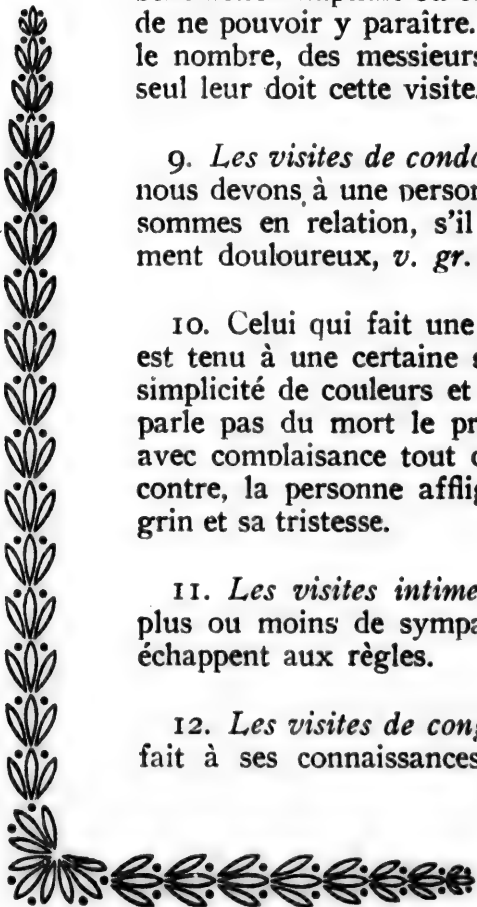 de ne pouvoir y paraître.
le nombre, des messieurs
seul leur doit cette visite
9. Les visites de condo
nous devons à une person
sommes en relation, s'il
ment douloureux, v. gr.
10. Celui qui fait une
est tenu à une certaine s
simplicité de couleurs et
parle pas du mort le pr
avec complaisance tout c
contre, la personne afflig
grin et sa tristesse.
11. Les visites intime
plus ou moins de sympa
échappent aux règles.
12. Les visites de cong
fait à ses connaissances